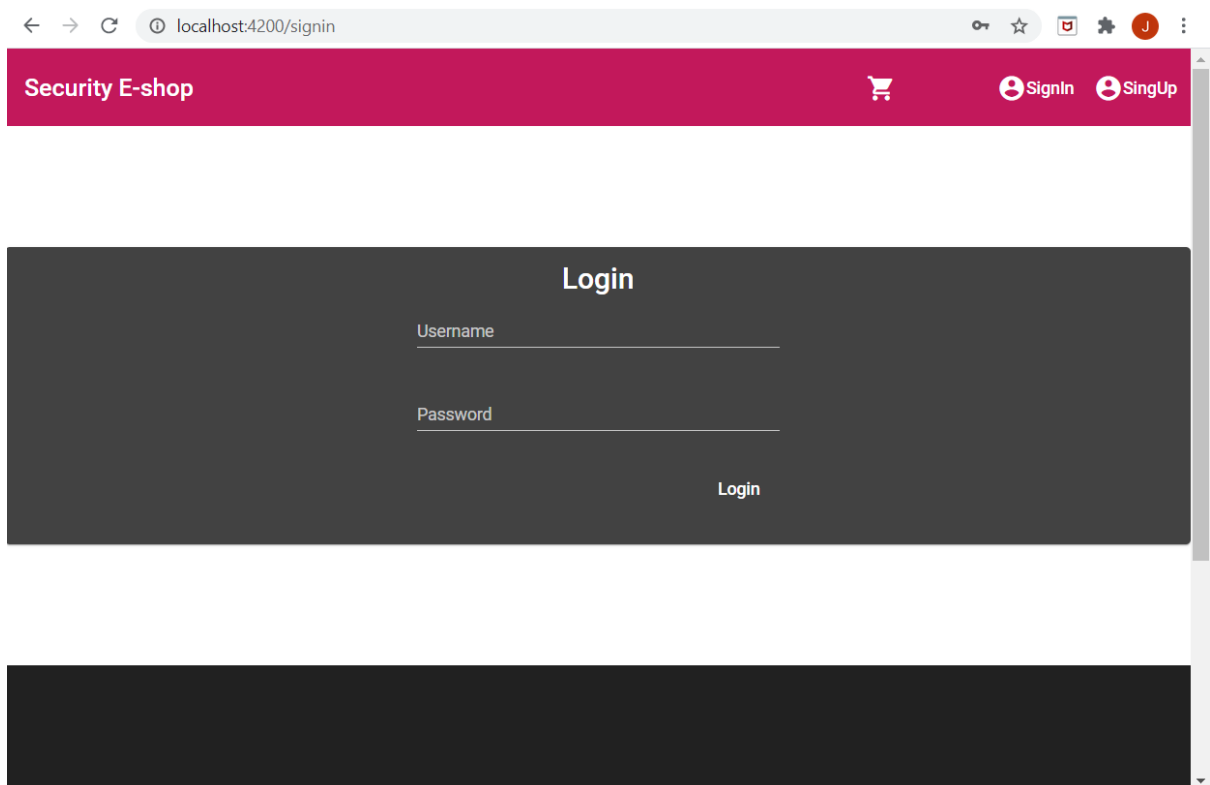 localhost:4200/signin
J
Security E-shop
SignIn
SingUp
Login
Username
Password
Login